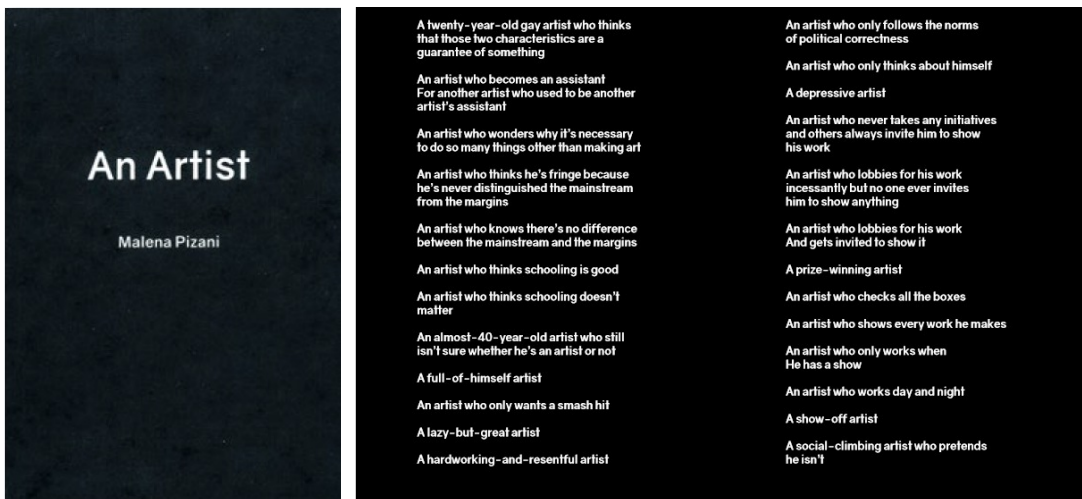 An Artist
Malena Pizani
A twenty-year-old gay artist who thinks
that those two characteristics are a
guarantee of something
An artist who becomes an assistant
For another artist who used to be another
artist's assistant
An artist who wonders why it's necessary
to do so many things other than making art
An artist who thinks he's fringe because
he's never distinguished the mainstream
from the margins
An artist who knows there's no difference
between the mainstream and the margins
An artist who thinks schooling is good
An artist who thinks schooling doesn't
matter
An almost-40-year-old artist who still
isn't sure whether he's an artist or not
A full-of-himself artist
An artist who only wants a smash hit
A lazy-but-great artist
A hardworking-and-resentful artist
An artist who only follows the norms
of political correctness
An artist who only thinks about himself
A depressive artist
An artist who never takes any initiatives
and others always invite him to show
his work
An artist who lobbies for his work
incessantly but no one ever invites
him to show anything
An artist who lobbies for his work
And gets invited to show it
A prize-winning artist
An artist who checks all the boxes
An artist who shows every work he makes
An artist who only works when
He has a show
An artist who works day and night
A show-off artist
A social-climbing artist who pretends
he isn't